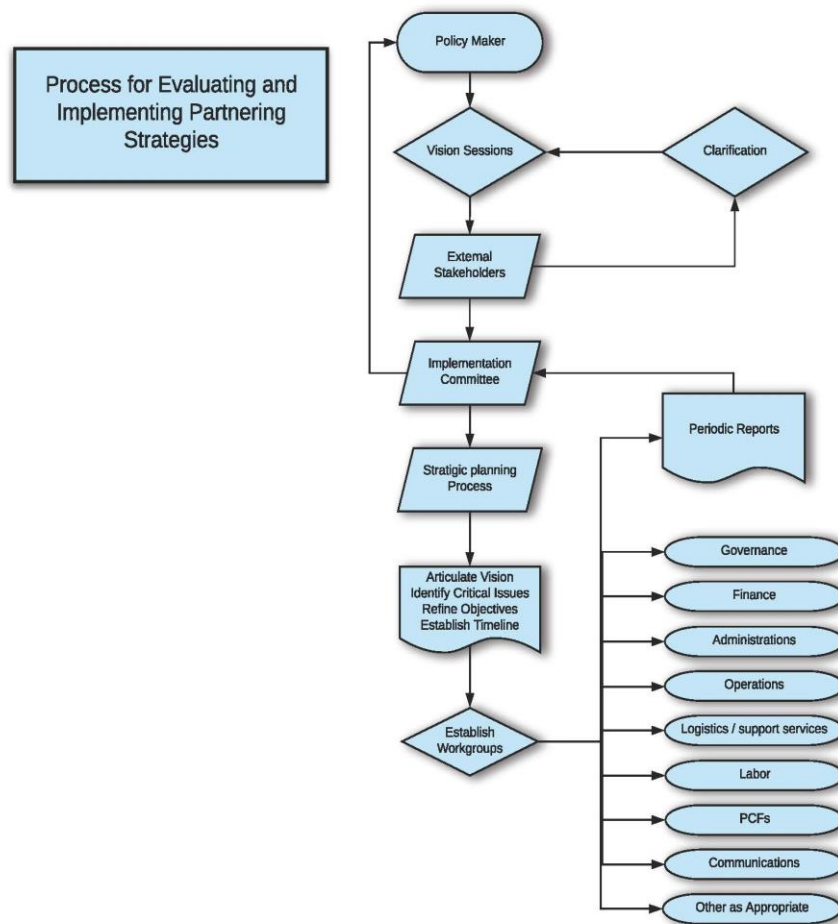 Process for Evaluating and
Implementing Partnering
Strategies
Policy Maker
Vision Sessions
Clarification
External
Stakeholders
Implementation
Committee
Periodic Reports
Stratigic planning
Process
Articulate Vision
Identify Critical Issues
Refine Objectives
Establish Timeline
Establish
Workgroups
Governance
Finance
Administrations
Operations
Logistics / support services
Labor
PCFs
Communications
Other as Appropriate